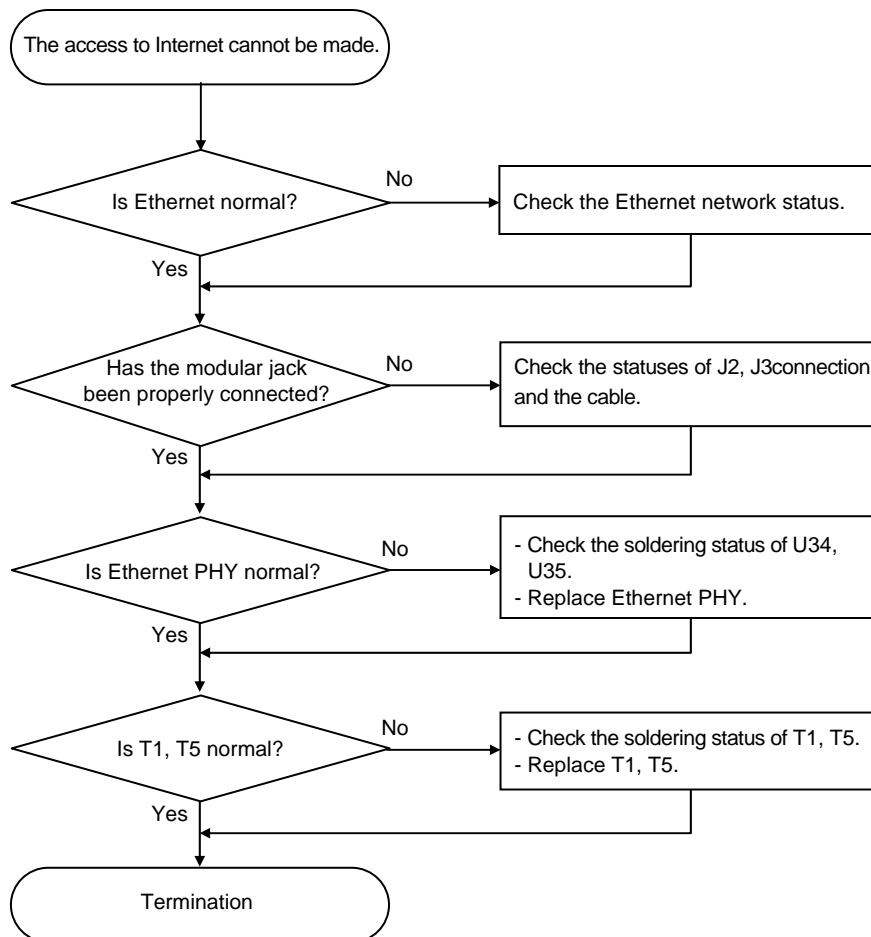 The access to Internet cannot be made.
Is Ethernet normal?
No
Check the Ethernet network status.
Yes
Has the modular jack
been properly connected?
No
Check the statuses of J2, J3connection
and the cable.
Yes
Is Ethernet PHY normal?
No
- Check the soldering status of U34,
U35.
- Replace Ethernet PHY.
Yes
Is T1, T5 normal?
No
- Check the soldering status of T1, T5.
- Replace T1, T5.
Yes
Termination